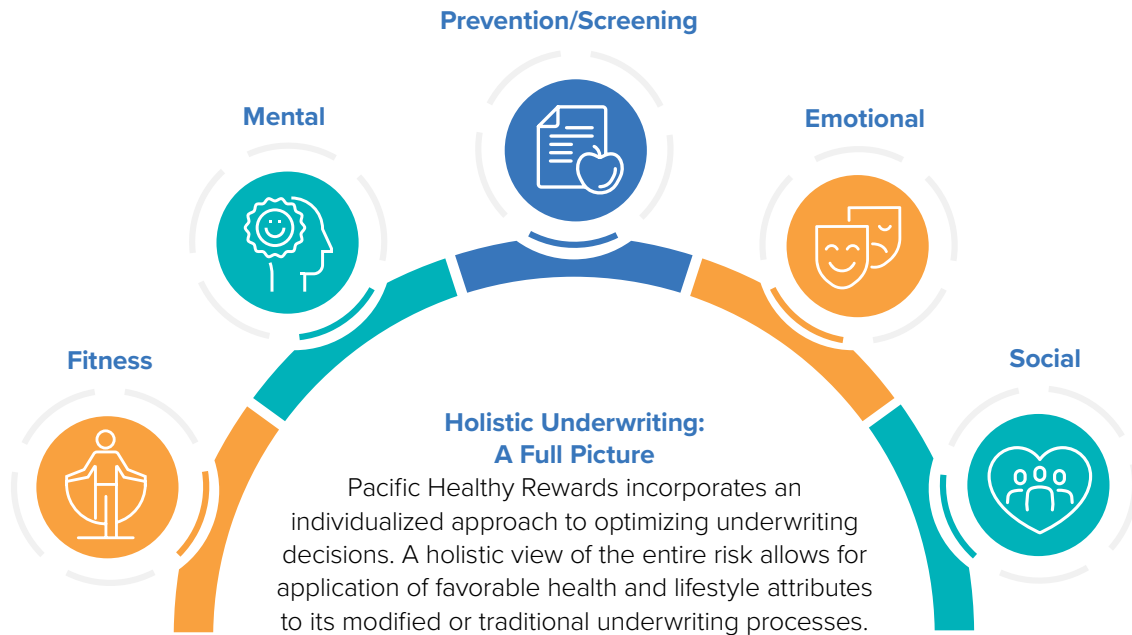 Prevention/Screening
Mental
Emotional
Fitness
Social
Holistic Underwriting:
A Full Picture
Pacific Healthy Rewards incorporates an
individualized approach to optimizing underwriting
decisions. A holistic view of the entire risk allows for
application of favorable health and lifestyle attributes
to its modified or traditional underwriting processes.